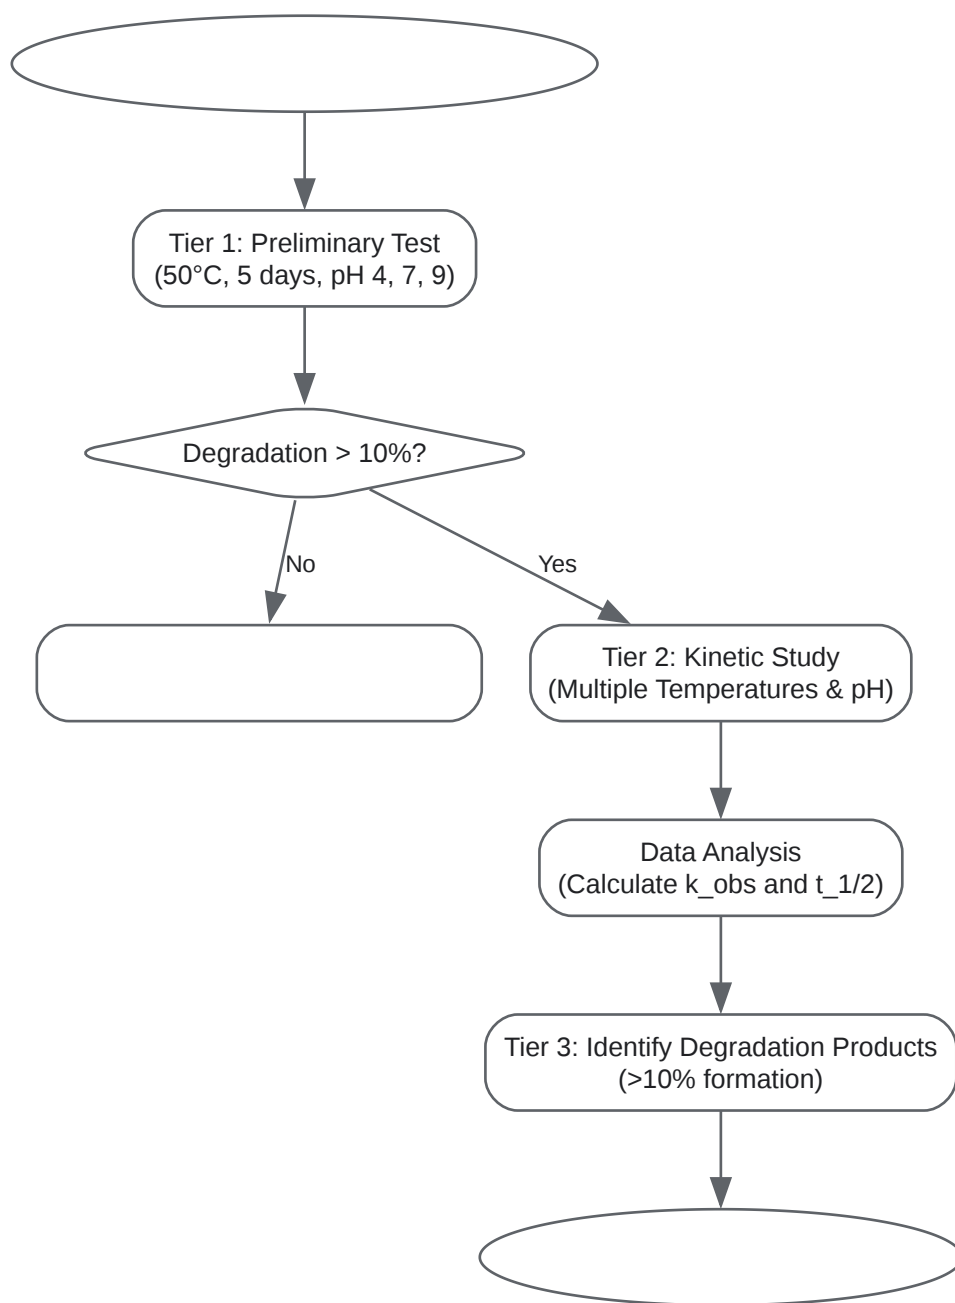 Tier 1: Preliminary Test
(50°C, 5 days, pH 4, 7, 9)
Degradation > 10%?
No
Yes
Tier 2: Kinetic Study
(Multiple Temperatures & pH)
Data Analysis
(Calculate k_obs and t_1/2)
Tier 3: Identify Degradation Products
(>10% formation)